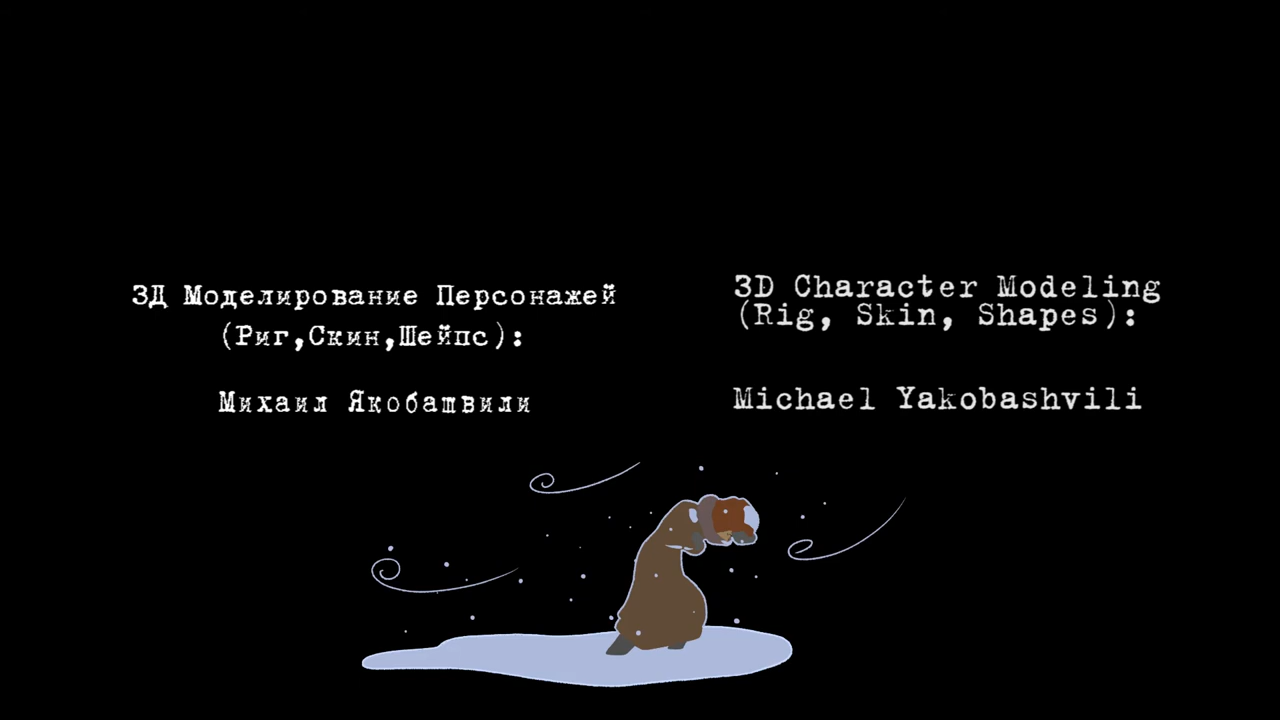 3Д Моделирование Персонажей
(Риг,Скин,Шейпс):
Михаил Якобашвили
3D Character Modeling
(Rig, Skin, Shapes):
Michael Yakobashvili